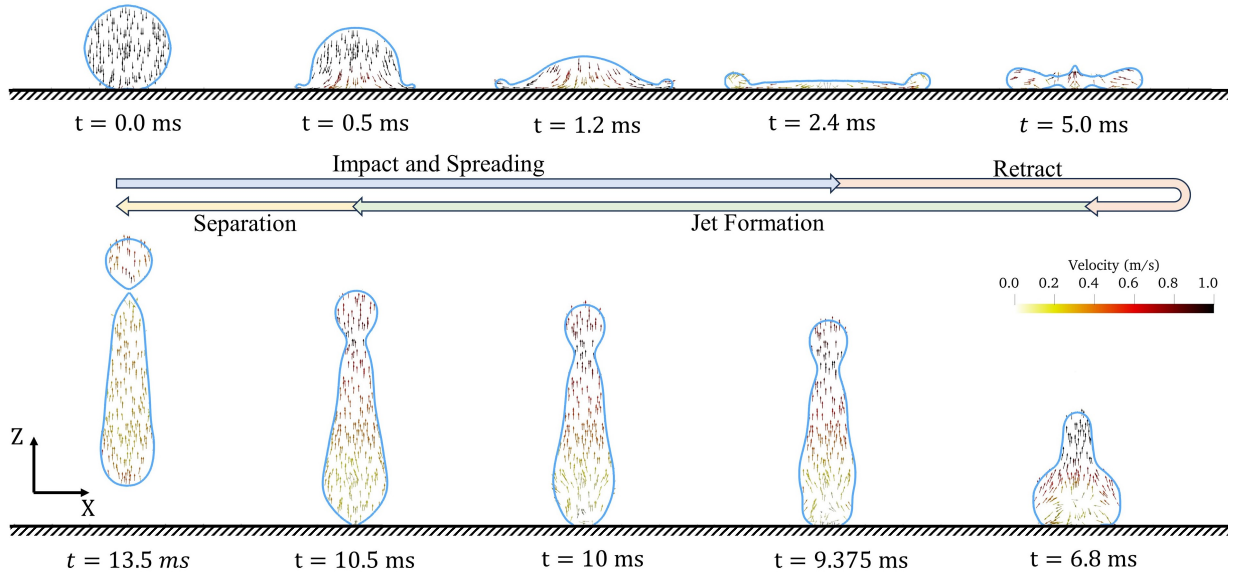 t = 0.0 ms
t = 0.5 ms
t = 1.2 ms
t = 2.4 ms
t = 5.0 ms
Impact and Spreading
Retract
Separation
Jet Formation
Velocity (m/s)
0.0 0.2 0.4 0.6 0.8 1.0
Z
X
t = 13.5 ms
t = 10.5 ms
t = 10 ms
t = 9.375 ms
t = 6.8 ms